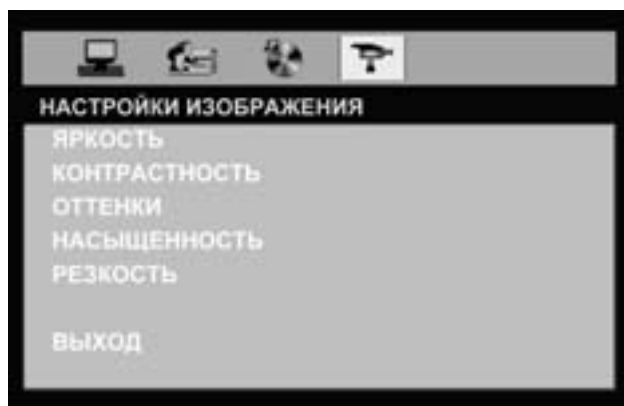 НАСТРОЙКИ ИЗОБРАЖЕНИЯ
ЯРКОСТЬ
КОНТРАСТНОСТЬ
ОТТЕНКИ
НАСЫЩЕННОСТЬ
РЕЗКОСТЬ
ВЫХОД